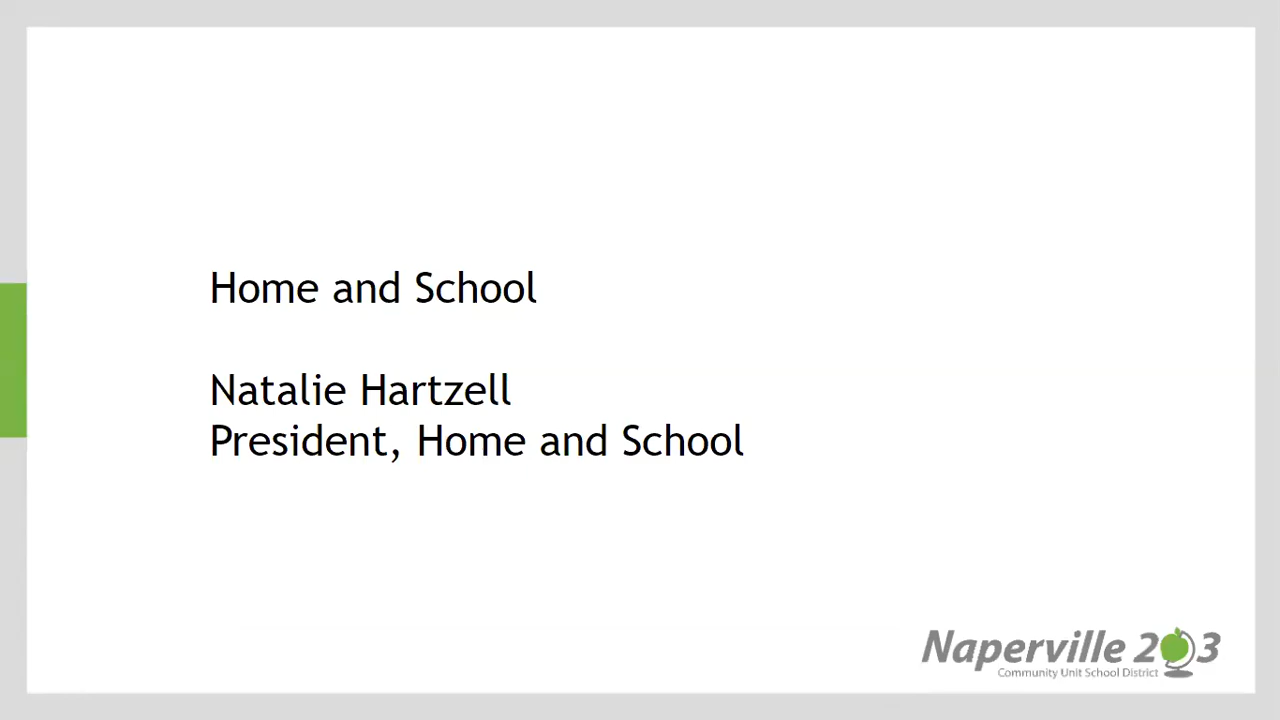 Home and School
Natalie Hartzell
President, Home and School
Naperville 203
Community Unit School District